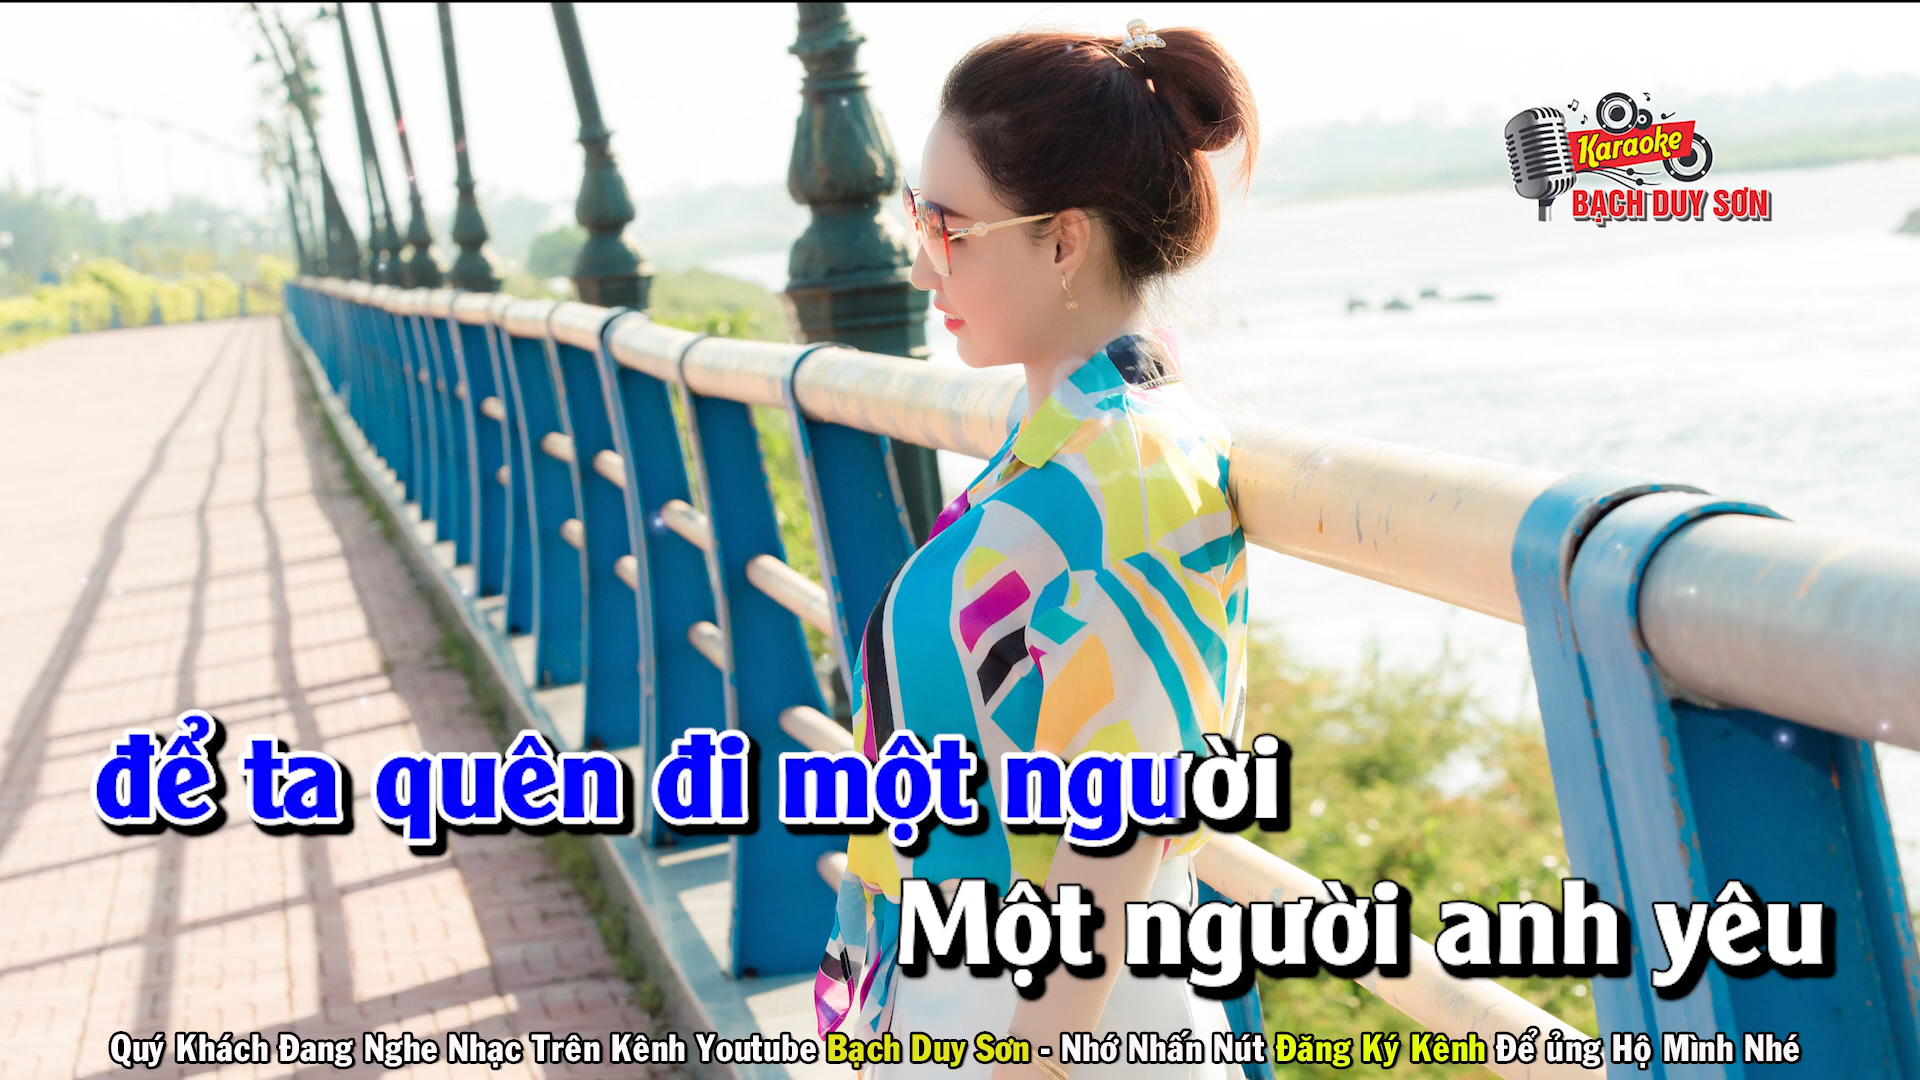 Karaoke
BẠCH DUY SƠN
để ta quên đi một người
Một người anh yêu
Quý Khách Đang Nghe Nhạc Trên Kênh Youtube Bạch Duy Sơn - Nhớ Nhấn Nút Đăng Ký Kênh Để ủng Hộ Mình Nhé